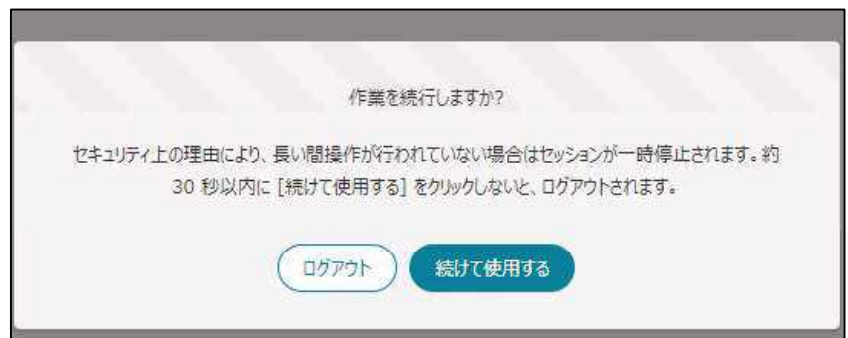 作業を続行しますか?
セキュリティ上の理由により、長い間操作が行われていない場合はセッションが一時停止されます。約
30 秒以内に [続けて使用する] をクリックしないと、ログアウトされます。
ログアウト
続けて使用する